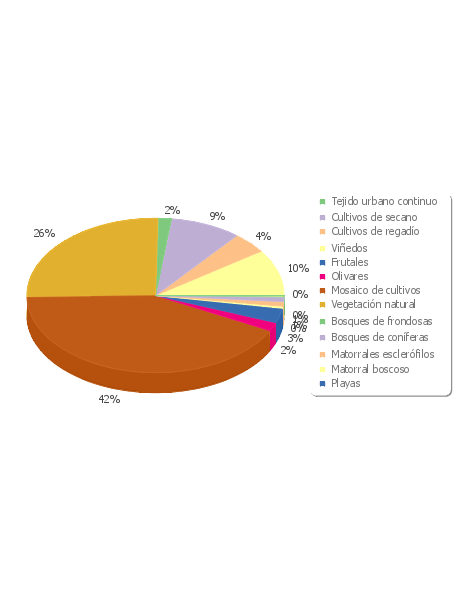 2%
9%
4%
26%
10%
0%
0%
1%
0%
3%
2%
42%
Tejido urbano continuo
Cultivos de secano
Cultivos de regadío
Viñedos
Frutales
Olivares
Mosaico de cultivos
Vegetación natural
Bosques de frondosas
Bosques de coníferas
Matorrales esclerófilos
Matorral boscoso
Playas